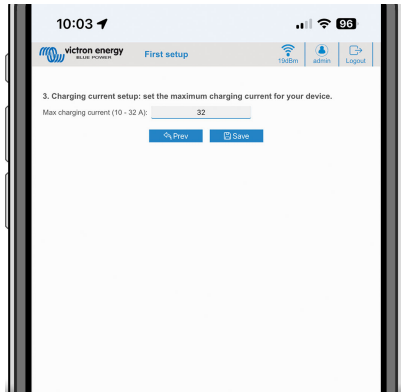 10:03
96
victron energy
BLUE POWER
First setup
19dBm
admin
Logout
3. Charging current setup: set the maximum charging current for your device.
Max charging current (10 - 32 A):
32
Prev
Save